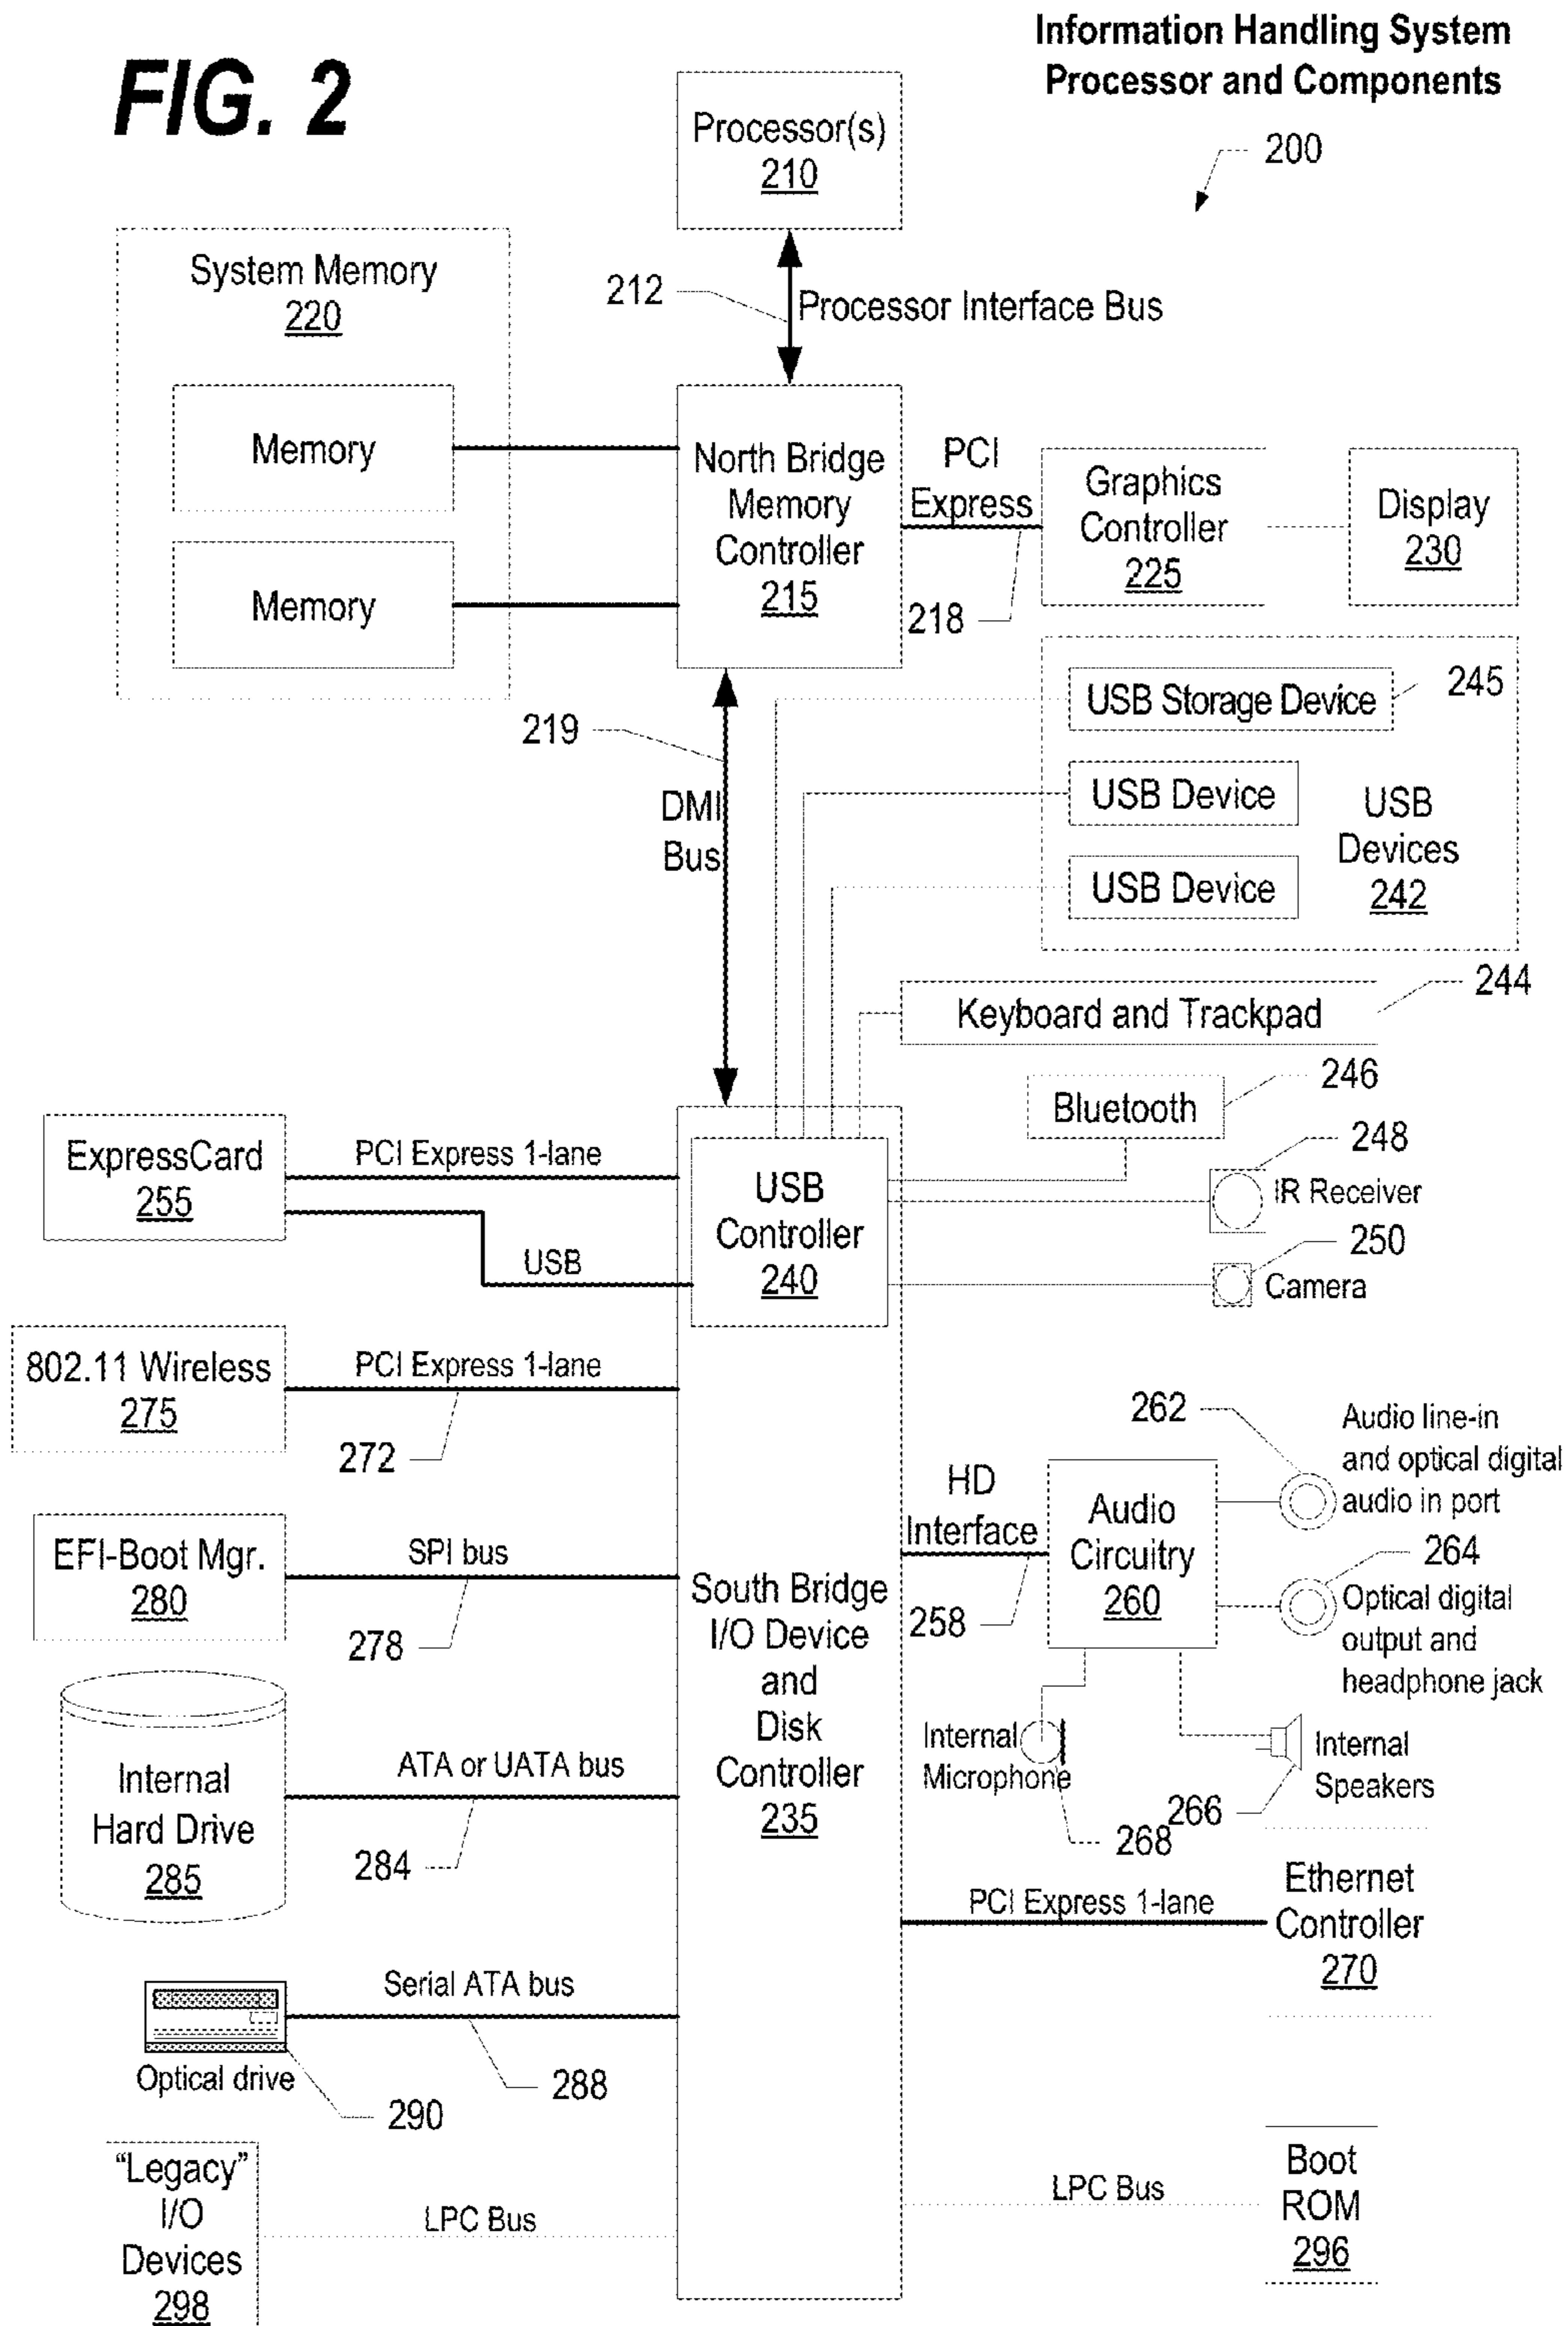 Information Handling System
Processor and Components
FIG. 2
200
Processor(s)
210
System Memory
220
212
Processor Interface Bus
Memory
Memory
North Bridge
Memory
Controller
215
PCI
Express
218
Graphics
Controller
225
Display
230
219
DMI
Bus
USB Storage Device
245
USB Device
USB Device
USB
Devices
242
244
Keyboard and Trackpad
246
Bluetooth
248
IR Receiver
250
Camera
ExpressCard
255
PCI Express 1-lane
USB
USB
Controller
240
802.11 Wireless
275
PCI Express 1-lane
272
262
Audio line-in
and optical digital
audio in port
HD
Interface
258
Audio
Circuitry
260
264
Optical digital
output and
headphone jack
EFI-Boot Mgr.
280
SPI bus
278
South Bridge
I/O Device
and
Disk
Controller
235
Internal
Microphone
268
266
Internal
Speakers
Internal
Hard Drive
285
ATA or UATA bus
284
PCI Express 1-lane
Ethernet
Controller
270
Serial ATA bus
288
Optical drive
290
"Legacy"
I/O
Devices
298
LPC Bus
LPC Bus
Boot
ROM
296